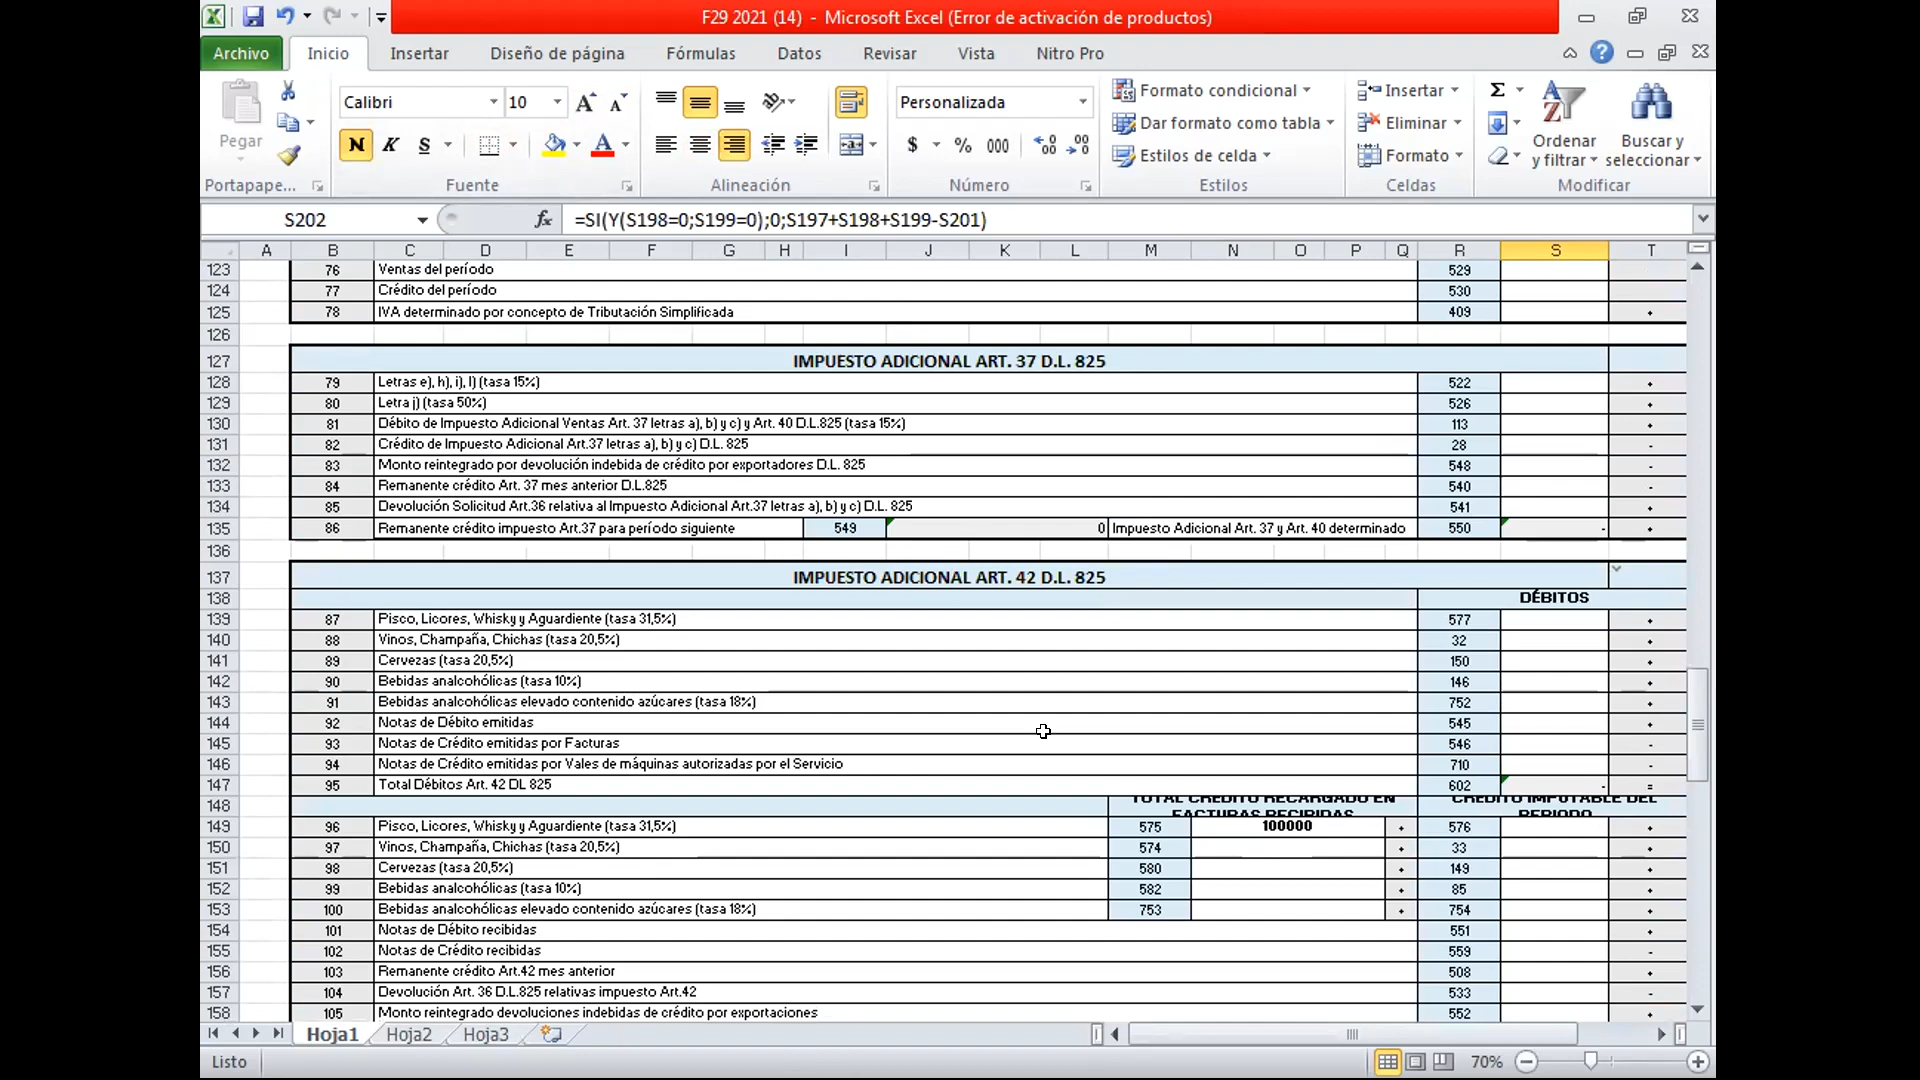 F29 2021 (14) - Microsoft Excel (Error de activación de productos)
Archivo Inicio Insertar Diseño de página Fórmulas Datos Revisar Vista Nitro Pro
Calibri 10 Personalizada Formato condicional Insertar
Pegar N K S $ % 000 Dar formato como tabla Eliminar Ordenar y filtrar Buscar y seleccionar
Estilos de celda Formato
Portapape... Fuente Alineación Número Estilos Celdas Modificar
S202 fx =SI(Y(S198=0;S199=0);0;S197+S198+S199-S201)
A B C D E F G H I J K L M N O P Q R S T
123 76 Ventas del período 529
124 77 Crédito del período 530
125 78 IVA determinado por concepto de Tributación Simplificada 409 +
126
127 IMPUESTO ADICIONAL ART. 37 D.L. 825
128 79 Letras e), h), i), l) (tasa 15%) 522 +
129 80 Letra j) (tasa 50%) 526 +
130 81 Débito de Impuesto Adicional Ventas Art. 37 letras a), b) y c) y Art. 40 D.L.825 (tasa 15%) 113 +
131 82 Crédito de Impuesto Adicional Art.37 letras a), b) y c) D.L. 825 28 -
132 83 Monto reintegrado por devolución indebida de crédito por exportadores D.L. 825 548 -
133 84 Remanente crédito Art. 37 mes anterior D.L.825 540 -
134 85 Devolución Solicitud Art.36 relativa al Impuesto Adicional Art.37 letras a), b) y c) D.L. 825 541 +
135 86 Remanente crédito impuesto Art.37 para período siguiente 549 0 Impuesto Adicional Art. 37 y Art. 40 determinado 550 - +
136
137 IMPUESTO ADICIONAL ART. 42 D.L. 825
138 DÉBITOS
139 87 Pisco, Licores, Whisky y Aguardiente (tasa 31,5%) 577 +
140 88 Vinos, Champaña, Chichas (tasa 20,5%) 32 +
141 89 Cervezas (tasa 20,5%) 150 +
142 90 Bebidas analcohólicas (tasa 10%) 146 +
143 91 Bebidas analcohólicas elevado contenido azúcares (tasa 18%) 752 +
144 92 Notas de Débito emitidas 545 +
145 93 Notas de Crédito emitidas por Facturas 546 -
146 94 Notas de Crédito emitidas por Vales de máquinas autorizadas por el Servicio 710 -
147 95 Total Débitos Art. 42 DL 825 602 - =
148 TOTAL CRÉDITO RECARGADO EN FACTURAS RECIBIDAS CRÉDITO IMPUTABLE DEL PERIODO
149 96 Pisco, Licores, Whisky y Aguardiente (tasa 31,5%) 575 100000 + 576 +
150 97 Vinos, Champaña, Chichas (tasa 20,5%) 574 + 33 +
151 98 Cervezas (tasa 20,5%) 580 + 149 +
152 99 Bebidas analcohólicas (tasa 10%) 582 + 85 +
153 100 Bebidas analcohólicas elevado contenido azúcares (tasa 18%) 753 + 754 +
154 101 Notas de Débito recibidas 551 +
155 102 Notas de Crédito recibidas 559 -
156 103 Remanente crédito Art.42 mes anterior 508 +
157 104 Devolución Art. 36 D.L.825 relativas impuesto Art.42 533 -
158 105 Monto reintegrado devoluciones indebidas de crédito por exportaciones 552 +
Hoja1 Hoja2 Hoja3
Listo 70%